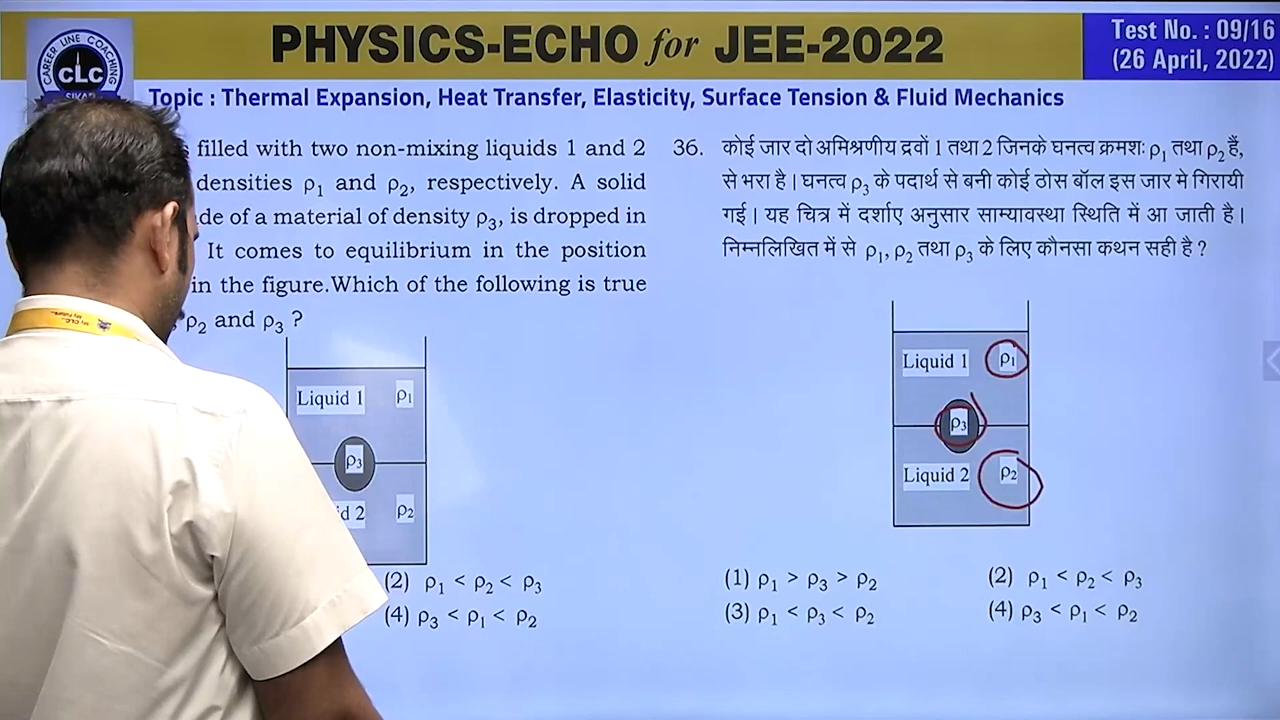 PHYSICS-ECHO for JEE-2022
Test No. : 09/16
(26 April, 2022)
CAREER LINE COACHING
CLC
SIKAR
Topic : Thermal Expansion, Heat Transfer, Elasticity, Surface Tension & Fluid Mechanics
filled with two non-mixing liquids 1 and 2
densities ρ₁ and ρ₂, respectively. A solid
of a material of density ρ₃, is dropped in
It comes to equilibrium in the position
in the figure.Which of the following is true
ρ₂ and ρ₃ ?
Liquid 1 ρ₁
ρ₃
ρ₂
(2) ρ₁ < ρ₂ < ρ₃
(4) ρ₃ < ρ₁ < ρ₂
36. कोई जार दो अमिश्रणीय द्रवों 1 तथा 2 जिनके घनत्व क्रमशः ρ₁ तथा ρ₂ हैं,
से भरा है। घनत्व ρ₃ के पदार्थ से बनी कोई ठोस बॉल इस जार मे गिरायी
गई। यह चित्र में दर्शाए अनुसार साम्यावस्था स्थिति में आ जाती है।
निम्नलिखित में से ρ₁, ρ₂ तथा ρ₃ के लिए कौनसा कथन सही है ?
Liquid 1 ρ₁
ρ₃
Liquid 2 ρ₂
(1) ρ₁ > ρ₃ > ρ₂ (2) ρ₁ < ρ₂ < ρ₃
(3) ρ₁ < ρ₃ < ρ₂ (4) ρ₃ < ρ₁ < ρ₂